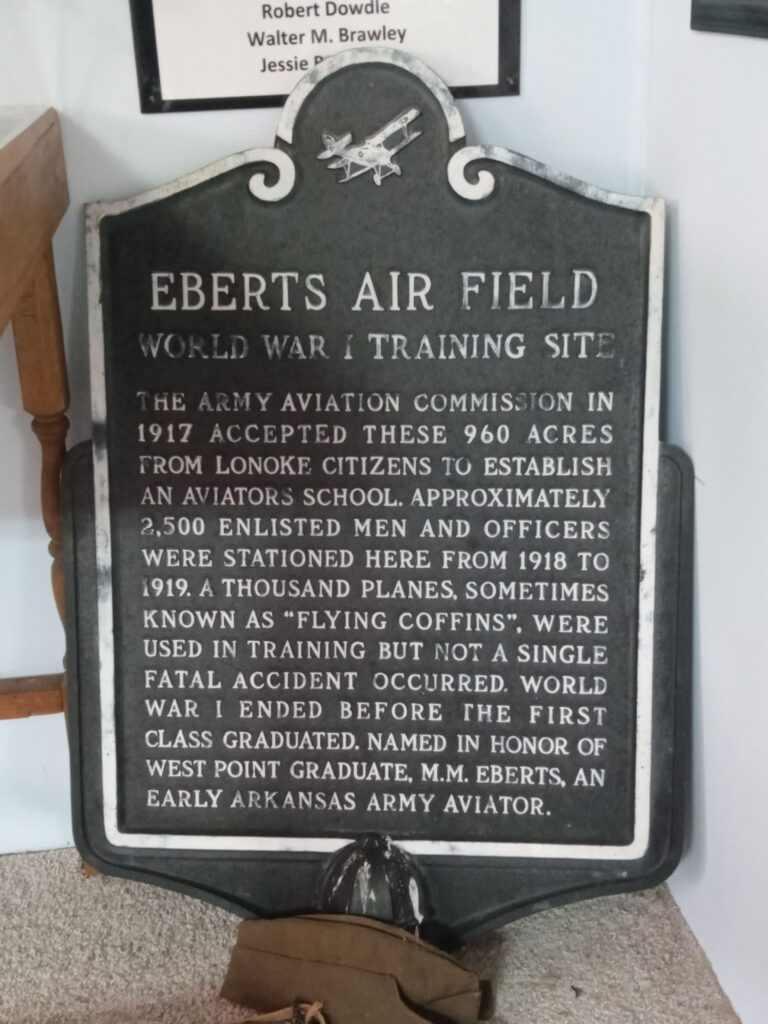 Robert Dowdle
Walter M. Brawley
Jessie
EBERTS AIR FIELD
WORLD WAR I TRAINING SITE
THE ARMY AVIATION COMMISSION IN
1917 ACCEPTED THESE 960 ACRES
FROM LONOKE CITIZENS TO ESTABLISH
AN AVIATORS SCHOOL. APPROXIMATELY
2,500 ENLISTED MEN AND OFFICERS
WERE STATIONED HERE FROM 1918 TO
1919. A THOUSAND PLANES, SOMETIMES
KNOWN AS "FLYING COFFINS", WERE
USED IN TRAINING BUT NOT A SINGLE
FATAL ACCIDENT OCCURRED. WORLD
WAR I ENDED BEFORE THE FIRST
CLASS GRADUATED. NAMED IN HONOR OF
WEST POINT GRADUATE, M.M. EBERTS, AN
EARLY ARKANSAS ARMY AVIATOR.